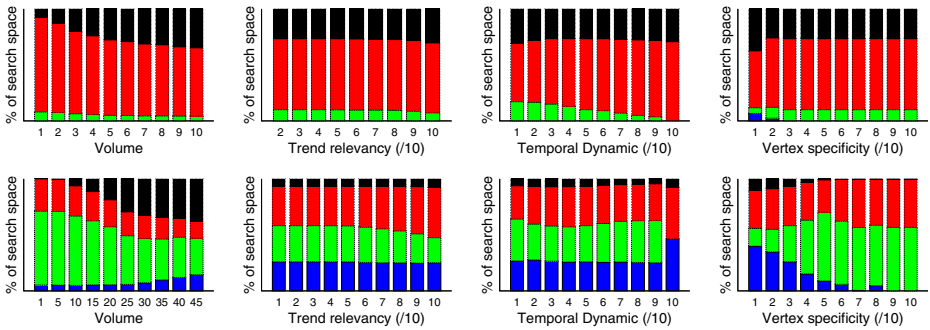 % of search space
1 2 3 4 5 6 7 8 9 10
Volume
% of search space
2 3 4 5 6 7 8 9 10
Trend relevancy (/10)
% of search space
1 2 3 4 5 6 7 8 9 10
Temporal Dynamic (/10)
% of search space
1 2 3 4 5 6 7 8 9 10
Vertex specificity (/10)
% of search space
1 5 10 15 20 25 30 35 40 45
Volume
% of search space
1 2 3 4 5 6 7 8 9 10
Trend relevancy (/10)
% of search space
1 2 3 4 5 6 7 8 9 10
Temporal Dynamic (/10)
% of search space
1 2 3 4 5 6 7 8 9 10
Vertex specificity (/10)